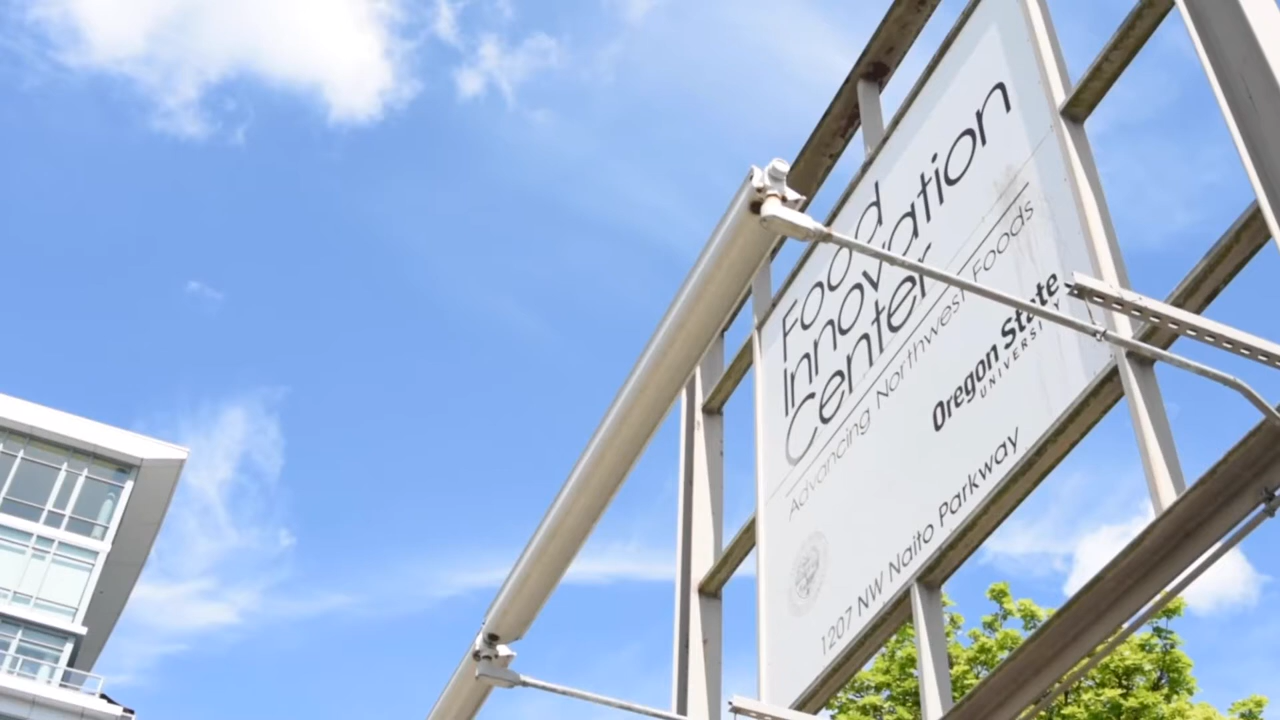 Food
Innovation
Center
Advancing Northwest Foods
Oregon State
UNIVERSITY
1207 NW Naito Parkway